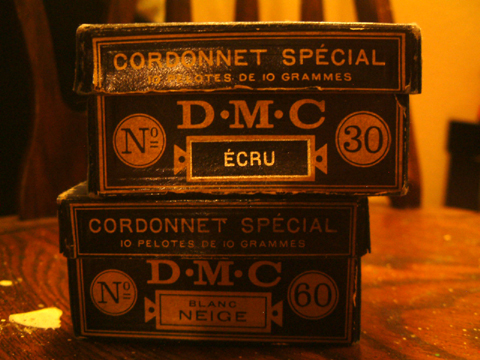 CORDONNET SPÉCIAL
10 PELOTES DE 10 GRAMMES
D·M·C
Nº ÉCRU 30
CORDONNET SPÉCIAL
10 PELOTES DE 10 GRAMMES
D·M·C
Nº BLANC NEIGE 60